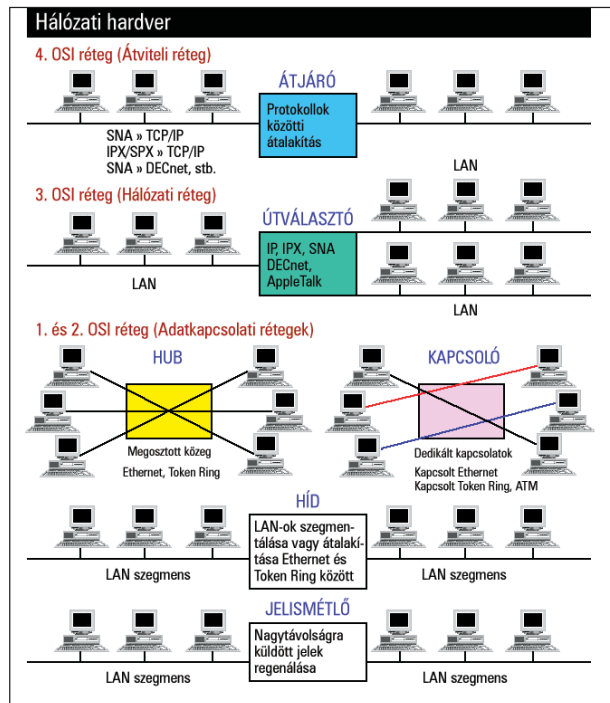 Hálózati hardver
4. OSI réteg (Átviteli réteg)
ÁTJÁRÓ
Protokollok
közötti
átalakítás
SNA » TCP/IP
IPX/SPX » TCP/IP
SNA » DECnet, stb.
LAN
3. OSI réteg (Hálózati réteg)
ÚTVÁLASZTÓ
IP, IPX, SNA
DECnet,
AppleTalk
LAN
LAN
1. és 2. OSI réteg (Adatkapcsolati rétegek)
HUB
Megosztott közeg
Ethernet, Token Ring
KAPCSOLÓ
Dedikált kapcsolatok
Kapcsolt Ethernet
Kapcsolt Token Ring, ATM
HÍD
LAN-ok szegmen-
tálása vagy átalakí-
tása Ethernet és
Token Ring között
LAN szegmens
LAN szegmens
JELISMÉTLŐ
Nagytávolságra
küldött jelek
regenálása
LAN szegmens
LAN szegmens